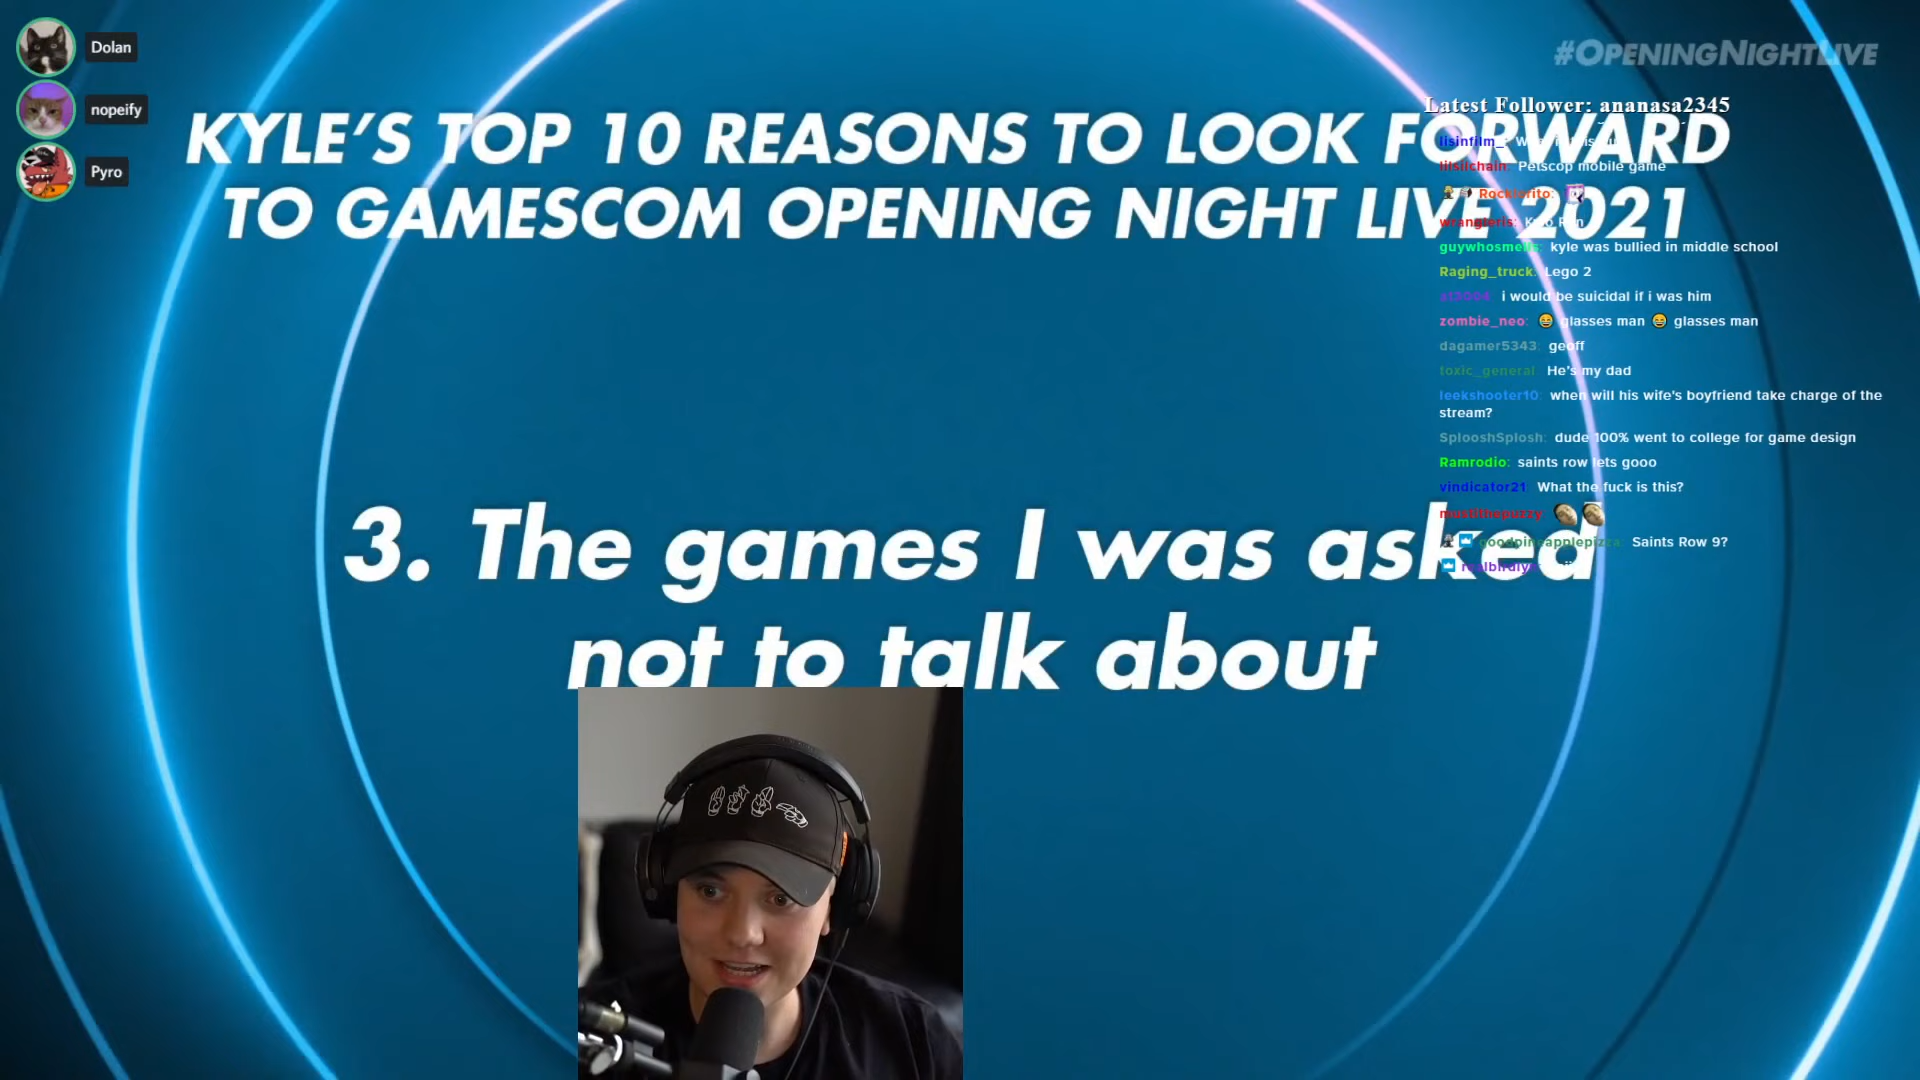 Dolan
nopeify
Pyro
#OPENINGNIGHTLIVE
KYLE'S TOP 10 REASONS TO LOOK FORWARD
TO GAMESCOM OPENING NIGHT LIVE 2021
3. The games I was asked
not to talk about
Latest Follower: ananasa2345
lisinfilm_:
Petscop mobile game
guywhosmells: kyle was bullied in middle school
Raging_truck: Lego 2
i would be suicidal if i was him
zombie_neo: 😆 glasses man 😆 glasses man
dagamer5343: geoff
toxic_general: He's my dad
leekshooter10: when will his wife's boyfriend take charge of the
stream?
SplooshSplosh: dude 100% went to college for game design
Ramrodio: saints row lets gooo
vindicator21: What the fuck is this?
mustithepuzzy:
goodpineapplepizza: Saints Row 9?